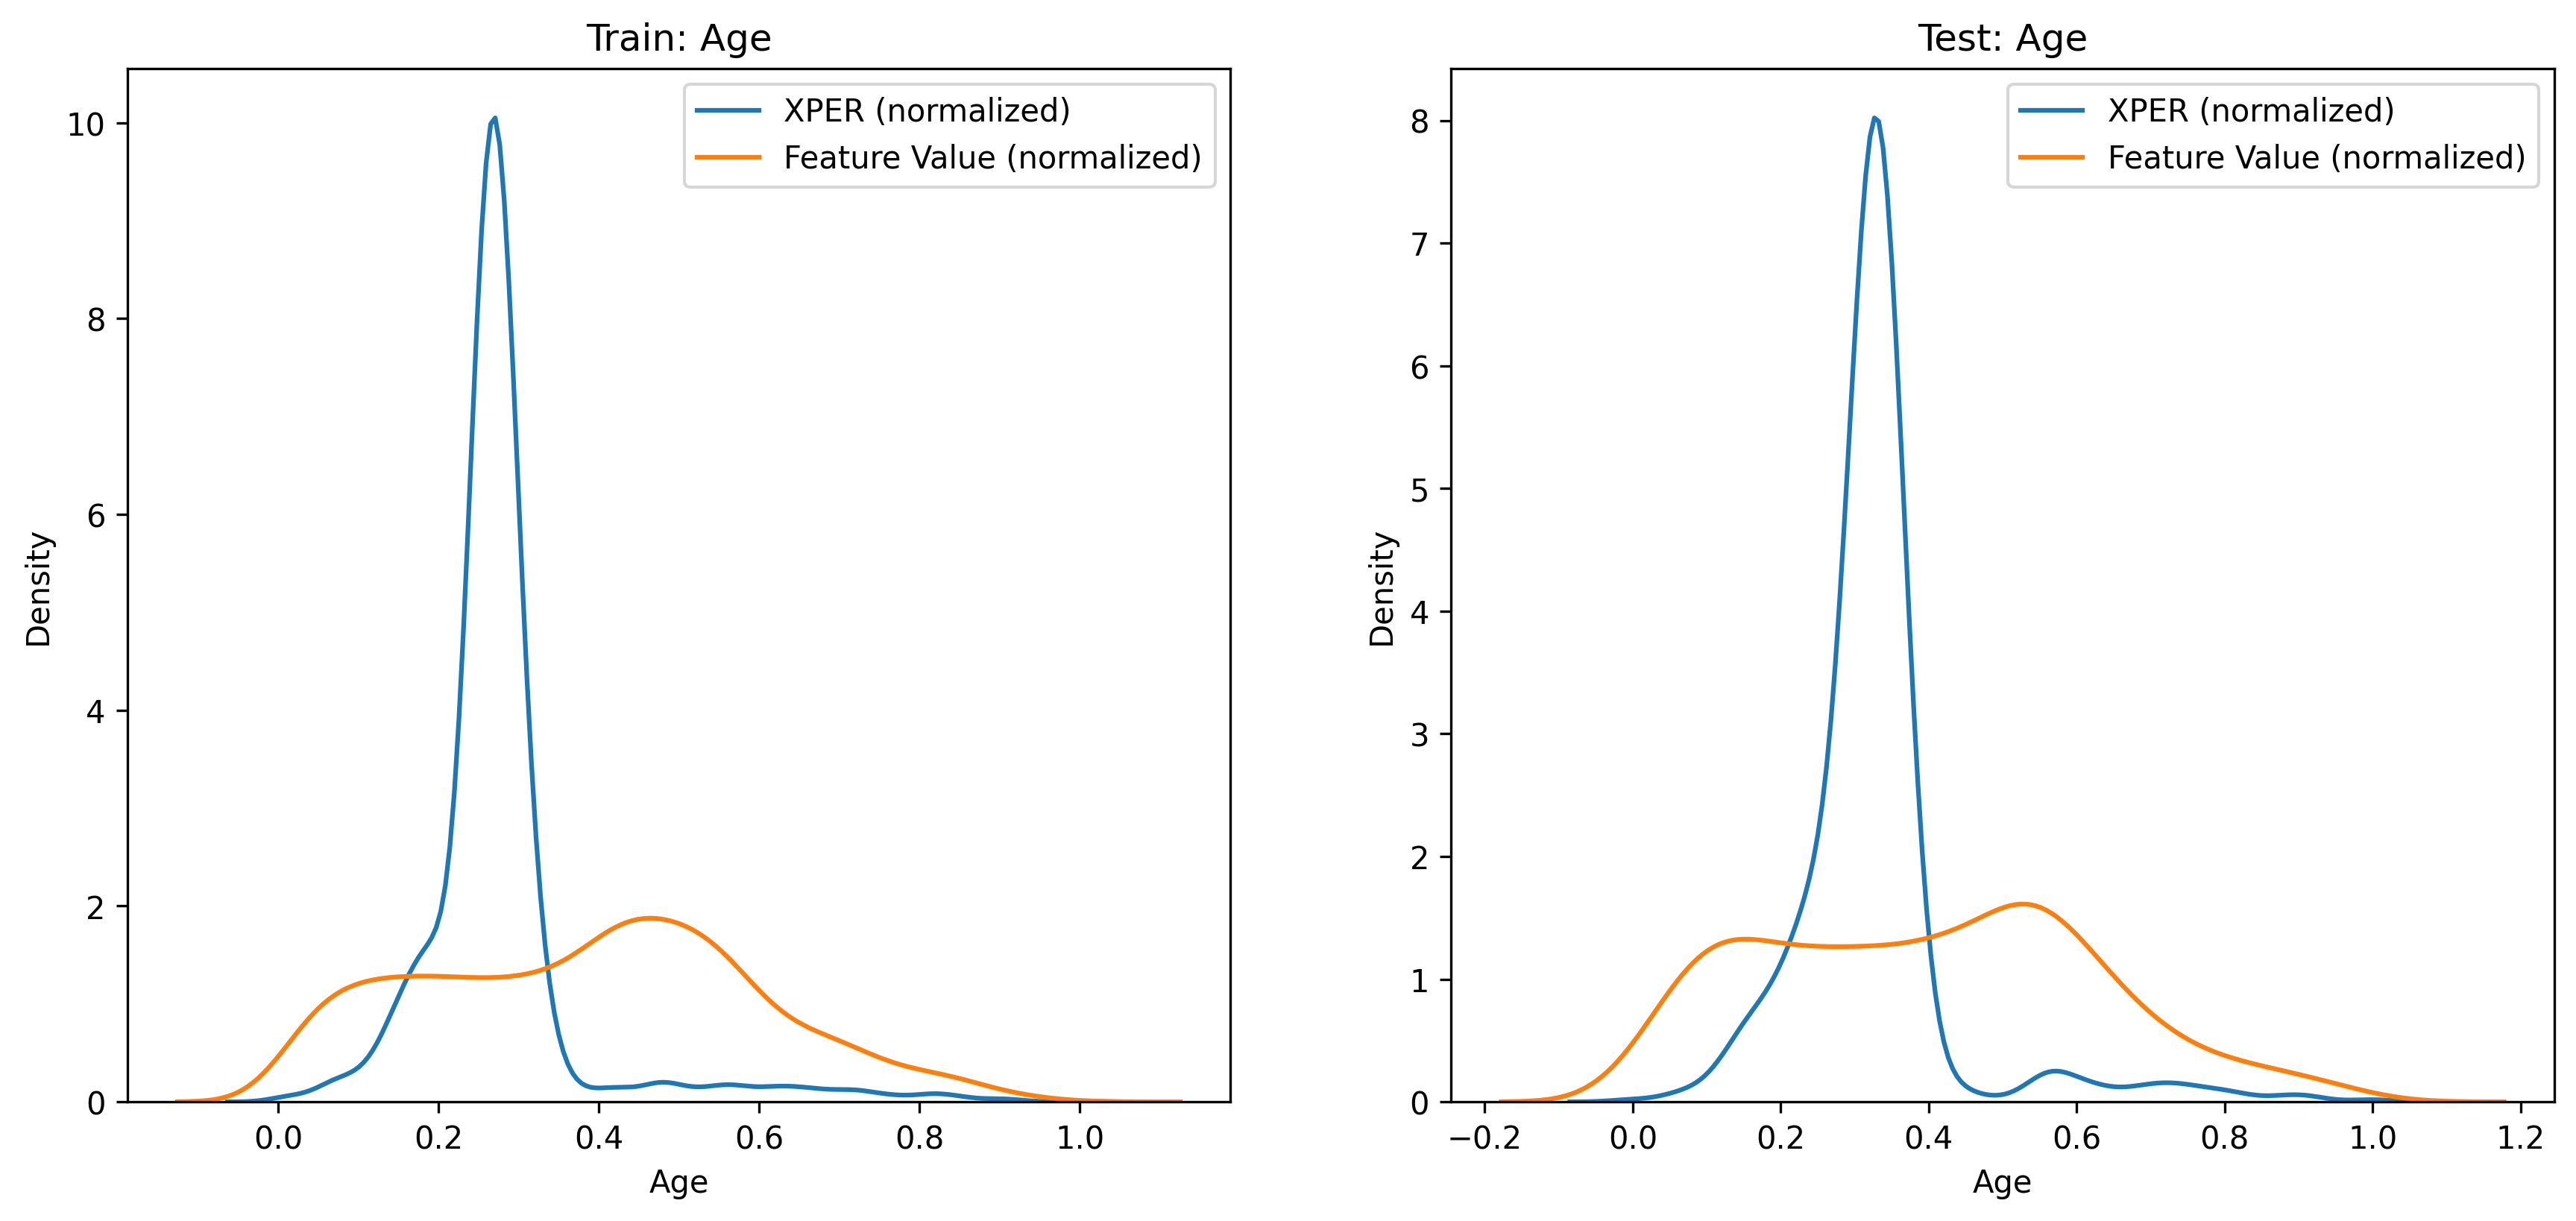 Train: Age
XPER (normalized)
Feature Value (normalized)
10
8
6
4
2
0
Density
0.0 0.2 0.4 0.6 0.8 1.0
Age
Test: Age
XPER (normalized)
Feature Value (normalized)
8
7
6
5
4
3
2
1
0
Density
−0.2 0.0 0.2 0.4 0.6 0.8 1.0 1.2
Age